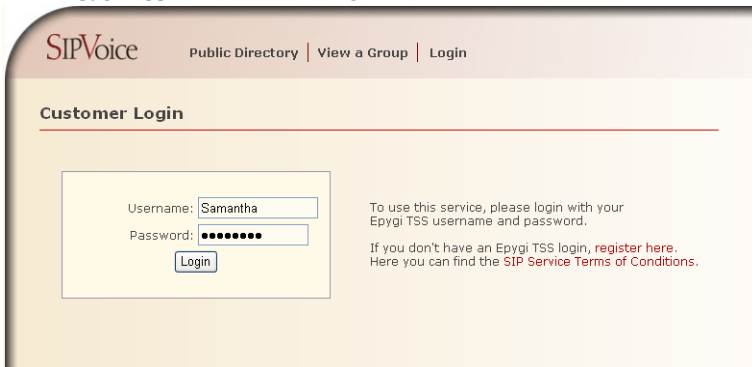 SIPVoice
Public Directory | View a Group | Login
Customer Login
Username: Samantha
Password: ●●●●●●●●
Login
To use this service, please login with your
Epygi TSS username and password.
If you don't have an Epygi TSS login, register here.
Here you can find the SIP Service Terms of Conditions.